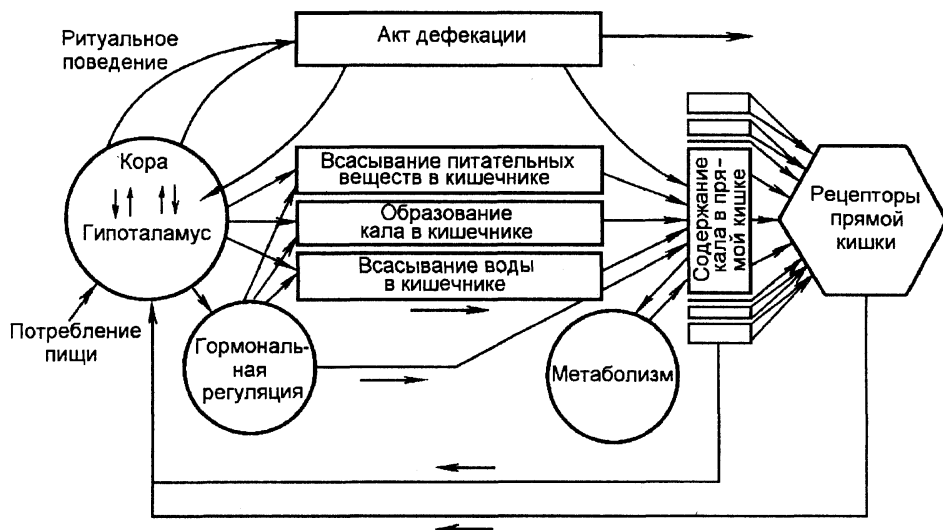 Ритуальное
поведение
Акт дефекации
Кора
Гипоталамус
Всасывание питательных
веществ в кишечнике
Образование
кала в кишечнике
Всасывание воды
в кишечнике
Содержание
кала в пря-
мой кишке
Рецепторы
прямой
кишки
Потребление
пищи
Гормональ-
ная
регуляция
Метаболизм